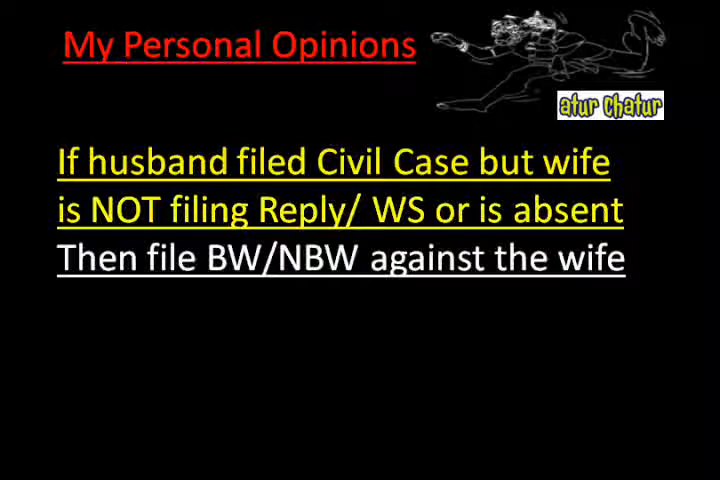 My Personal Opinions
atur chatur
If husband filed Civil Case but wife
is NOT filing Reply/ WS or is absent
Then file BW/NBW against the wife